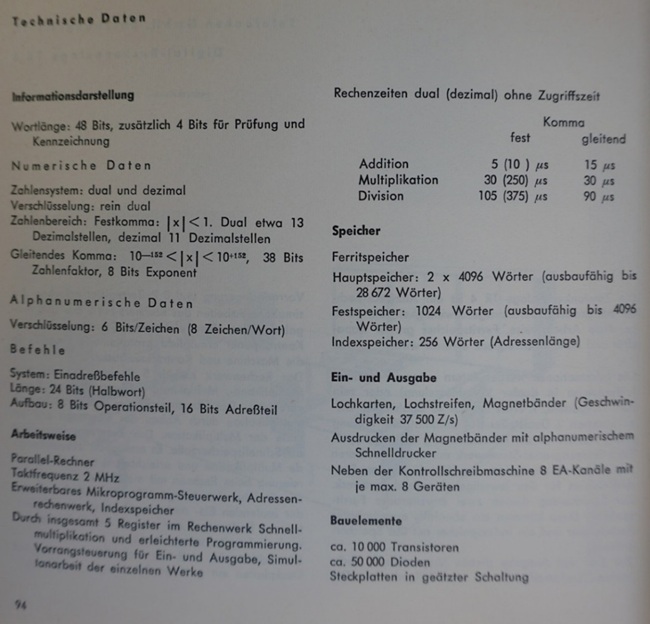 Technische Daten
Informationsdarstellung
Wortlänge: 48 Bits, zusätzlich 4 Bits für Prüfung und
Kennzeichnung
Numerische Daten
Zahlensystem: dual und dezimal
Verschlüsselung: rein dual
Zahlenbereich: Festkomma: |x|<1. Dual etwa 13
Dezimalstellen, dezimal 11 Dezimalstellen
Gleitendes Komma: 10—152<|x|<10+152, 38 Bits
Zahlenfaktor, 8 Bits Exponent
Alphanumerische Daten
Verschlüsselung: 6 Bits/Zeichen (8 Zeichen/Wort)
Befehle
System: Einadreßbefehle
Länge: 24 Bits (Halbwort)
Aufbau: 8 Bits Operationsteil, 16 Bits Adreßteil
Arbeitsweise
Parallel-Rechner
Taktfrequenz 2 MHz
Erweiterbares Mikroprogramm-Steuerwerk, Adressen-
rechenwerk, Indexspeicher
Durch insgesamt 5 Register im Rechenwerk Schnell-
multiplikation und erleichterte Programmierung.
Vorrangsteuerung für Ein- und Ausgabe, Simul-
tanarbeit der einzelnen Werke
94
Rechenzeiten dual (dezimal) ohne Zugriffszeit
Komma
fest gleitend
Addition 5 (10 ) µs 15 µs
Multiplikation 30 (250) µs 30 µs
Division 105 (375) µs 90 µs
Speicher
Ferritspeicher
Hauptspeicher: 2 x 4096 Wörter (ausbaufähig bis
28 672 Wörter)
Festspeicher: 1024 Wörter (ausbaufähig bis 4096
Wörter)
Indexspeicher: 256 Wörter (Adressenlänge)
Ein- und Ausgabe
Lochkarten, Lochstreifen, Magnetbänder (Geschwin-
digkeit 37 500 Z/s)
Ausdrucken der Magnetbänder mit alphanumerischem
Schnelldrucker
Neben der Kontrollschreibmaschine 8 EA-Kanäle mit
je max. 8 Geräten
Bauelemente
ca. 10 000 Transistoren
ca. 50 000 Dioden
Steckplatten in geätzter Schaltung